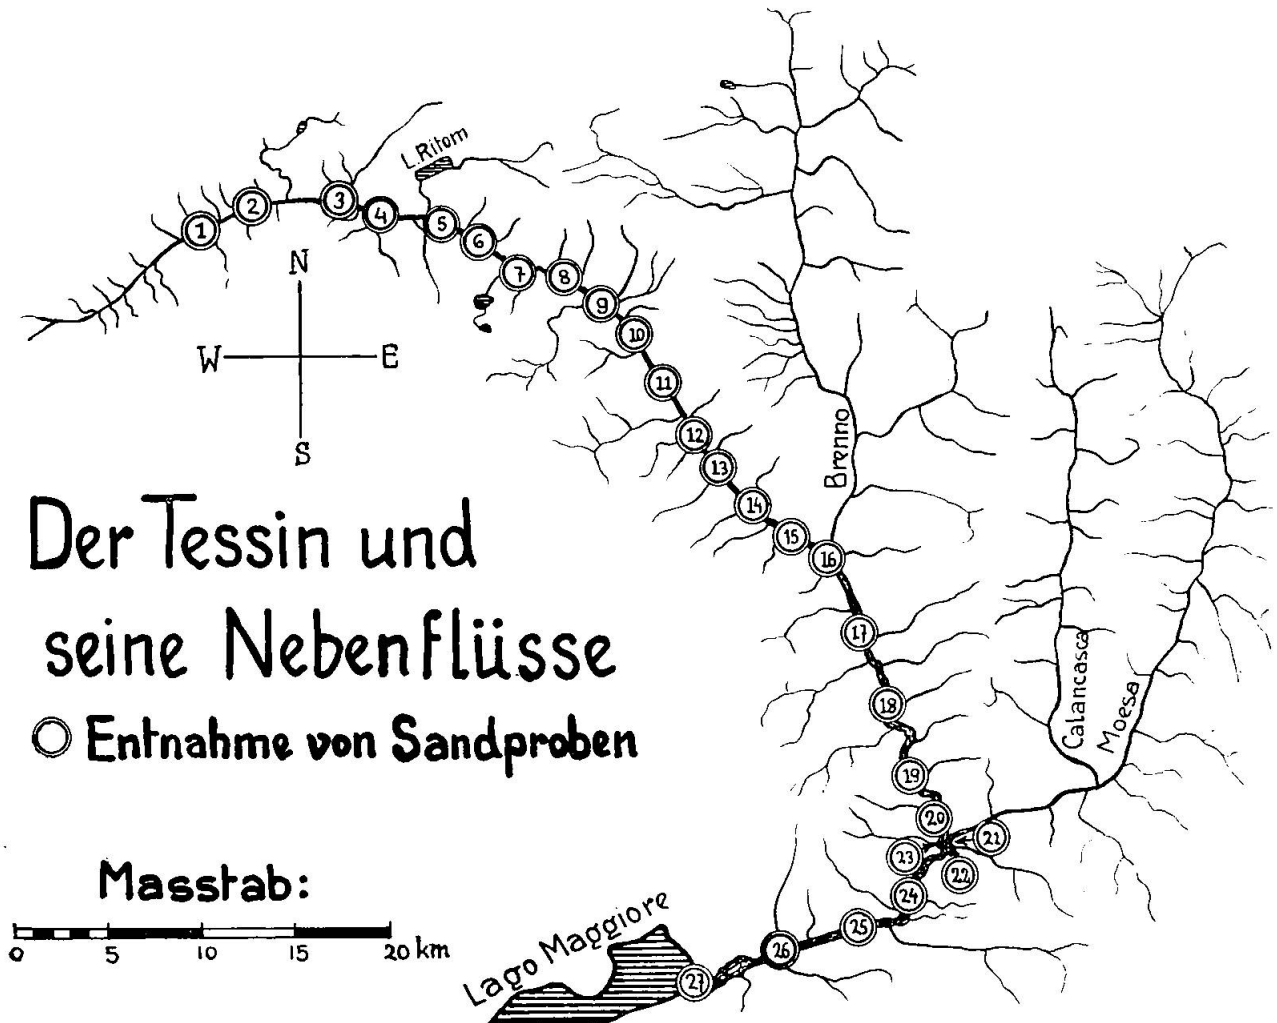 L. Ritom
1
2
3
4
5
6
7
8
9
10
11
12
13
14
15
16
17
18
19
20
21
22
23
24
25
26
27
N
W E
S
Brenno
Calancasca
Moesa
Der Tessin und
seine Nebenflüsse
Entnahme von Sandproben
Masstab:
0 5 10 15 20 km
Lago Maggiore